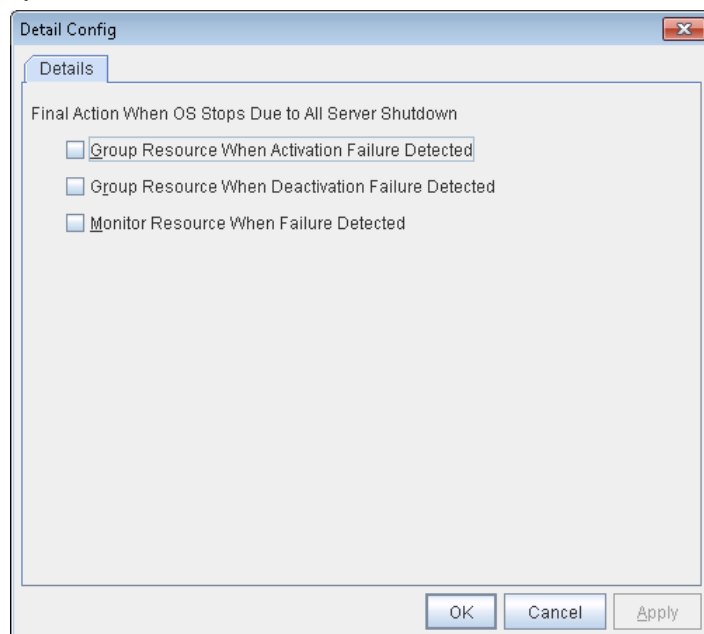 Detail Config
Details
Final Action When OS Stops Due to All Server Shutdown
Group Resource When Activation Failure Detected
Group Resource When Deactivation Failure Detected
Monitor Resource When Failure Detected
OK
Cancel
Apply